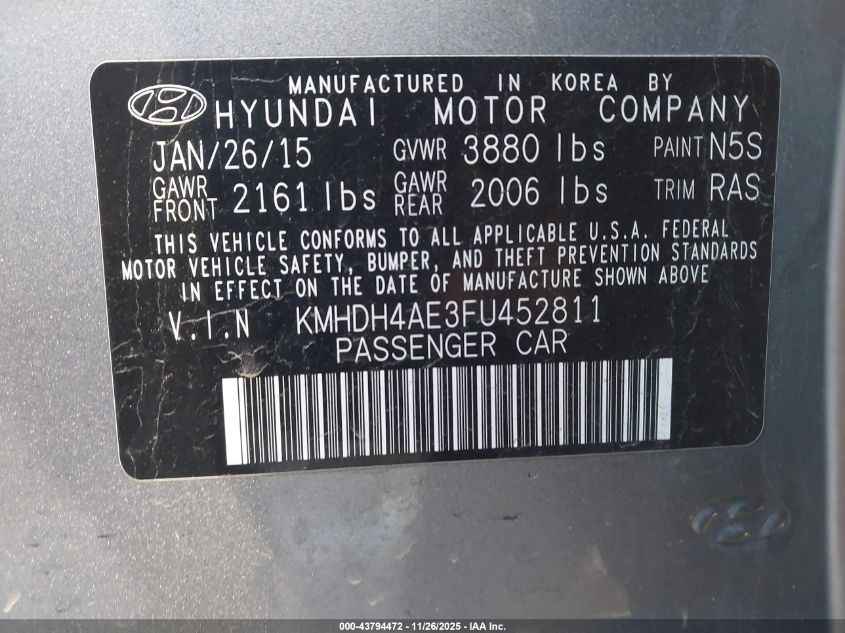 MANUFACTURED IN KOREA BY
HYUNDAI MOTOR COMPANY
JAN/26/15 GVWR 3880 lbs PAINT N5S
GAWR FRONT 2161 lbs GAWR REAR 2006 lbs TRIM RAS
THIS VEHICLE CONFORMS TO ALL APPLICABLE U.S.A. FEDERAL
MOTOR VEHICLE SAFETY, BUMPER, AND THEFT PREVENTION STANDARDS
IN EFFECT ON THE DATE OF MANUFACTURE SHOWN ABOVE
V.I.N KMHDH4AE3FU452811
PASSENGER CAR
000-43794472 - 11/26/2025 - IAA Inc.